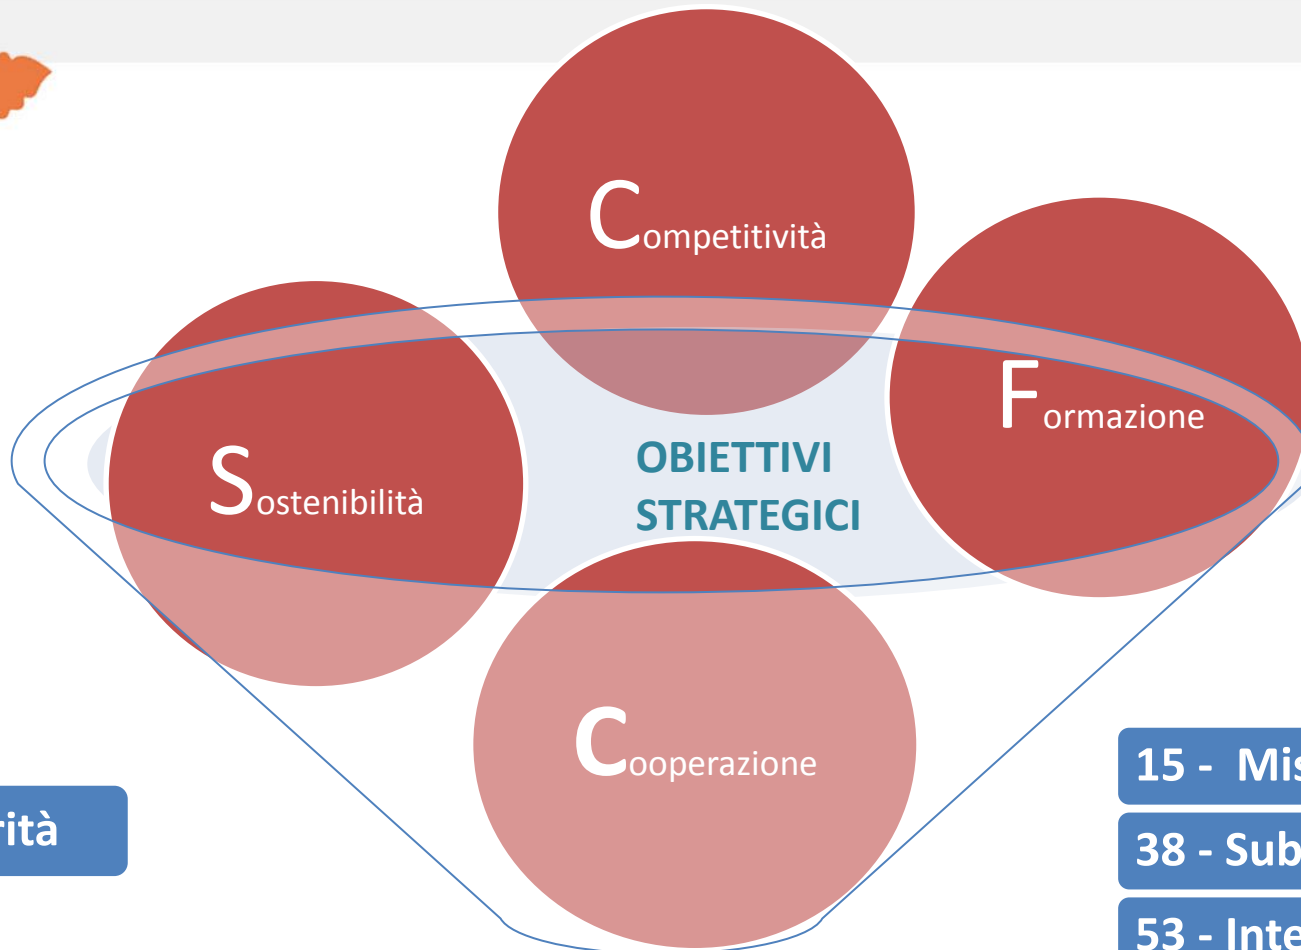 Competitività
Formazione
Sostenibilità
OBIETTIVI
STRATEGICI
Cooperazione
rità
15 - Mis
38 - Sub
53 - Inte